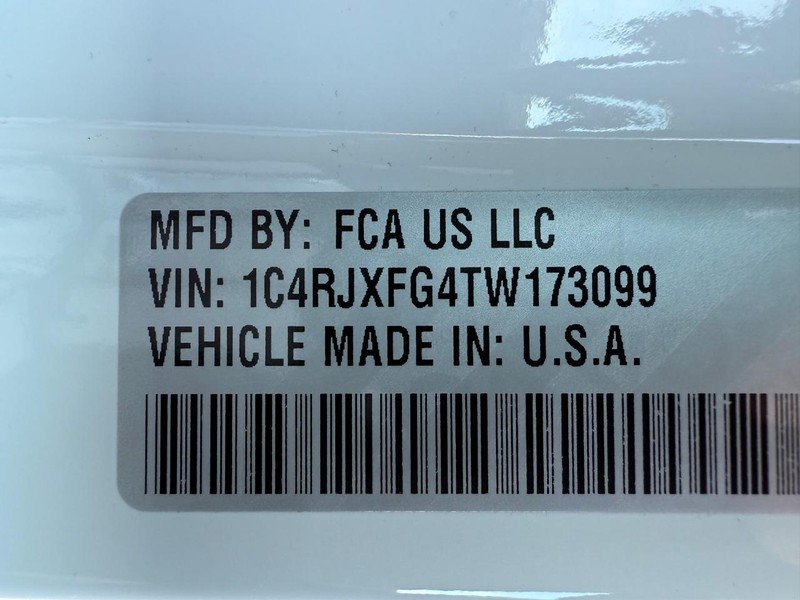 MFD BY: FCA US LLC
VIN: 1C4RJXFG4TW173099
VEHICLE MADE IN: U.S.A.